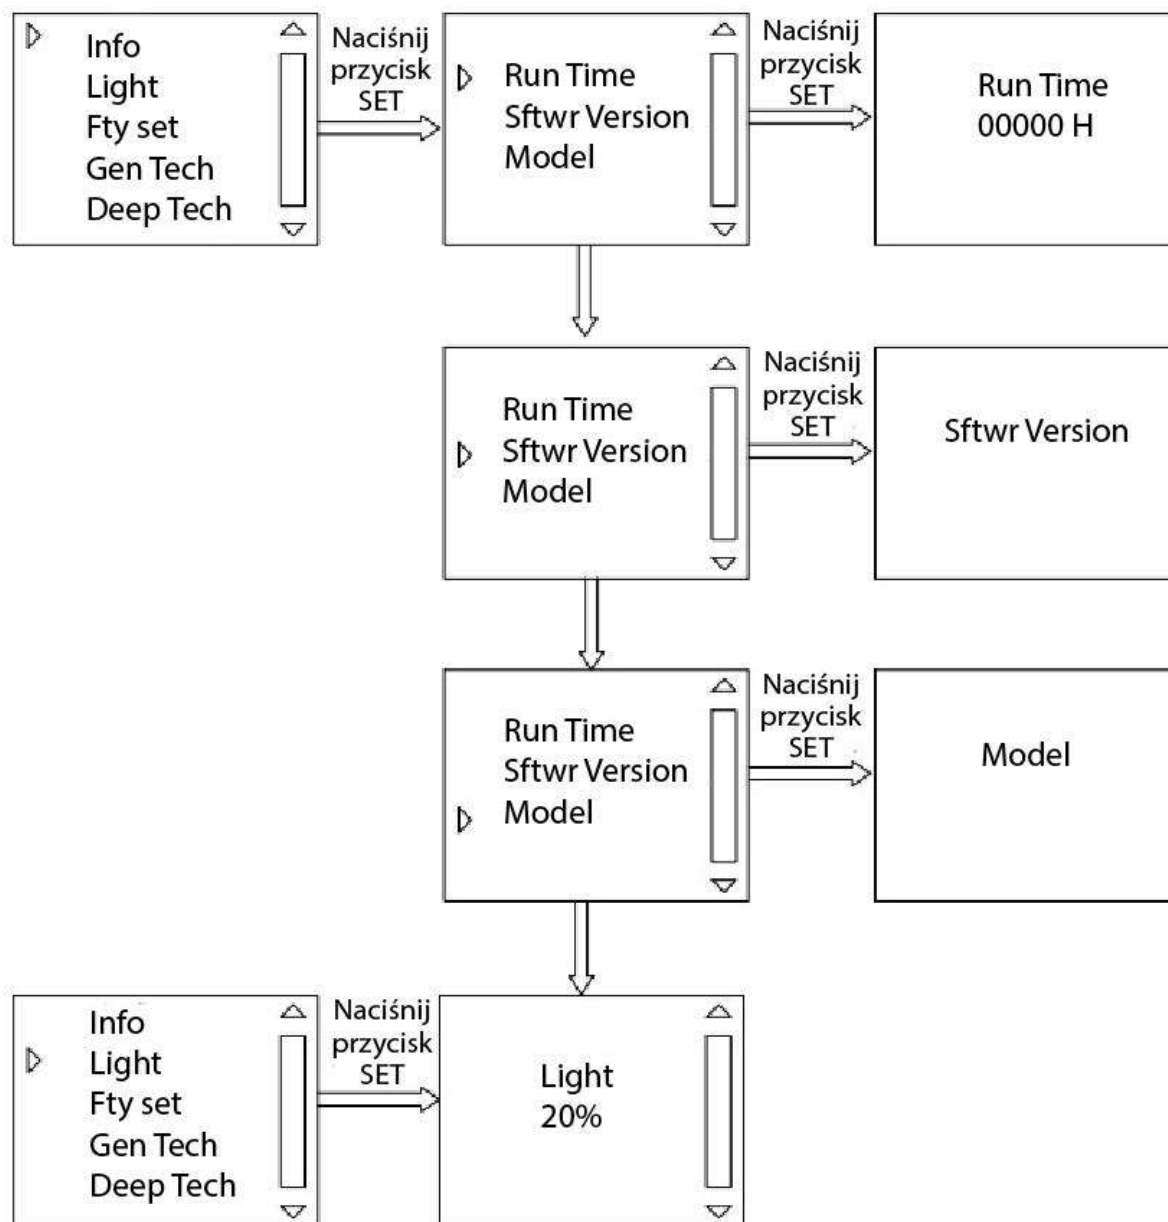 Info
Light
Fty set
Gen Tech
Deep Tech
Naciśnij
przycisk
SET
Run Time
Sftwr Version
Model
Naciśnij
przycisk
SET
Run Time
00000 H
Run Time
Sftwr Version
Model
Naciśnij
przycisk
SET
Sftwr Version
Run Time
Sftwr Version
Model
Naciśnij
przycisk
SET
Model
Info
Light
Fty set
Gen Tech
Deep Tech
Naciśnij
przycisk
SET
Light
20%